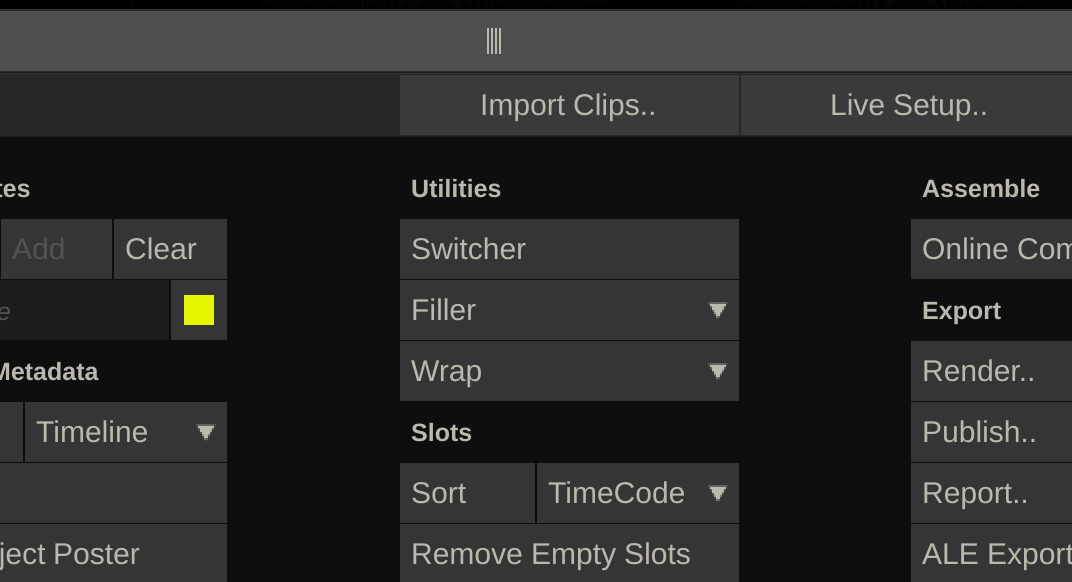 Import Clips.. Live Setup..
tes Utilities Assemble
Add Clear Switcher Online Com
e Filler Export
Metadata Wrap Render..
Timeline Slots Publish..
Sort TimeCode Report..
ject Poster Remove Empty Slots ALE Export